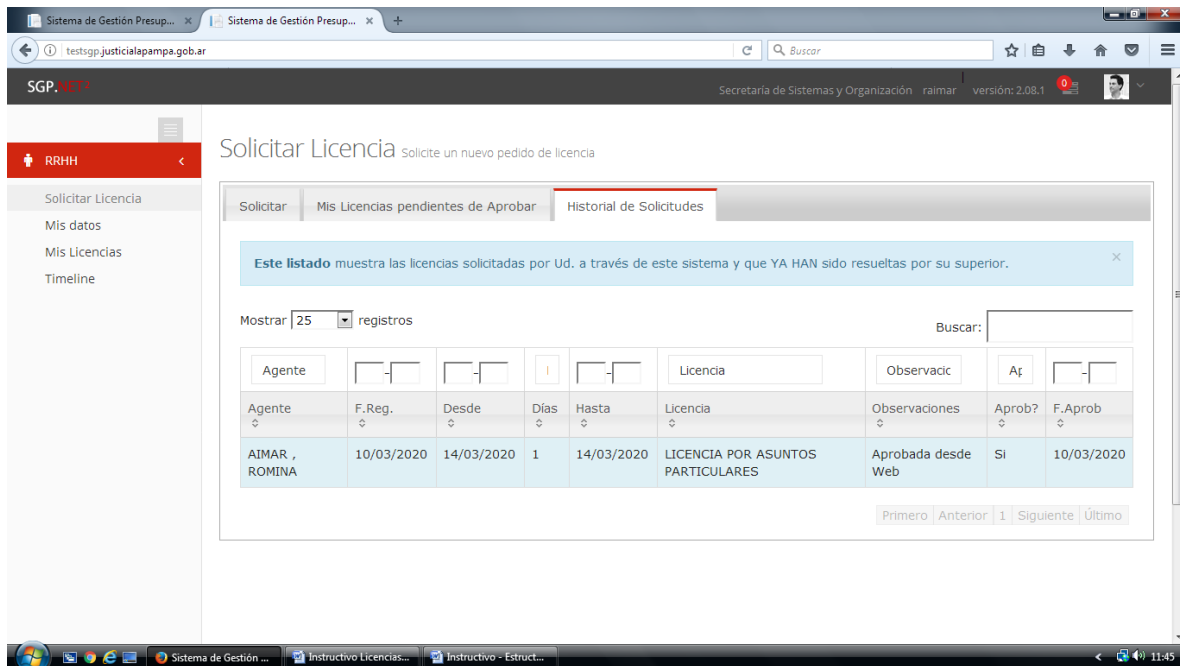 Sistema de Gestión Presup... × Sistema de Gestión Presup... × +
testsgp.justicialapampa.gob.ar Buscar
SGP.NET2 Secretaría de Sistemas y Organización raimar versión: 2.08.1 0
RRHH
Solicitar Licencia
Mis datos
Mis Licencias
Timeline
Solicitar Licencia Solicite un nuevo pedido de licencia
Solicitar Mis Licencias pendientes de Aprobar Historial de Solicitudes
Este listado muestra las licencias solicitadas por Ud. a través de este sistema y que YA HAN sido resueltas por su superior. ×
Mostrar 25 registros
Buscar:
Agente - - - Licencia Observacic Ap -
Agente F.Reg. Desde Días Hasta Licencia Observaciones Aprob? F.Aprob
AIMAR , 10/03/2020 14/03/2020 1 14/03/2020 LICENCIA POR ASUNTOS Aprobada desde Si 10/03/2020
ROMINA PARTICULARES Web
Primero Anterior 1 Siguiente Último
Sistema de Gestión ... Instructivo Licencias... Instructivo - Estruct... 11:45